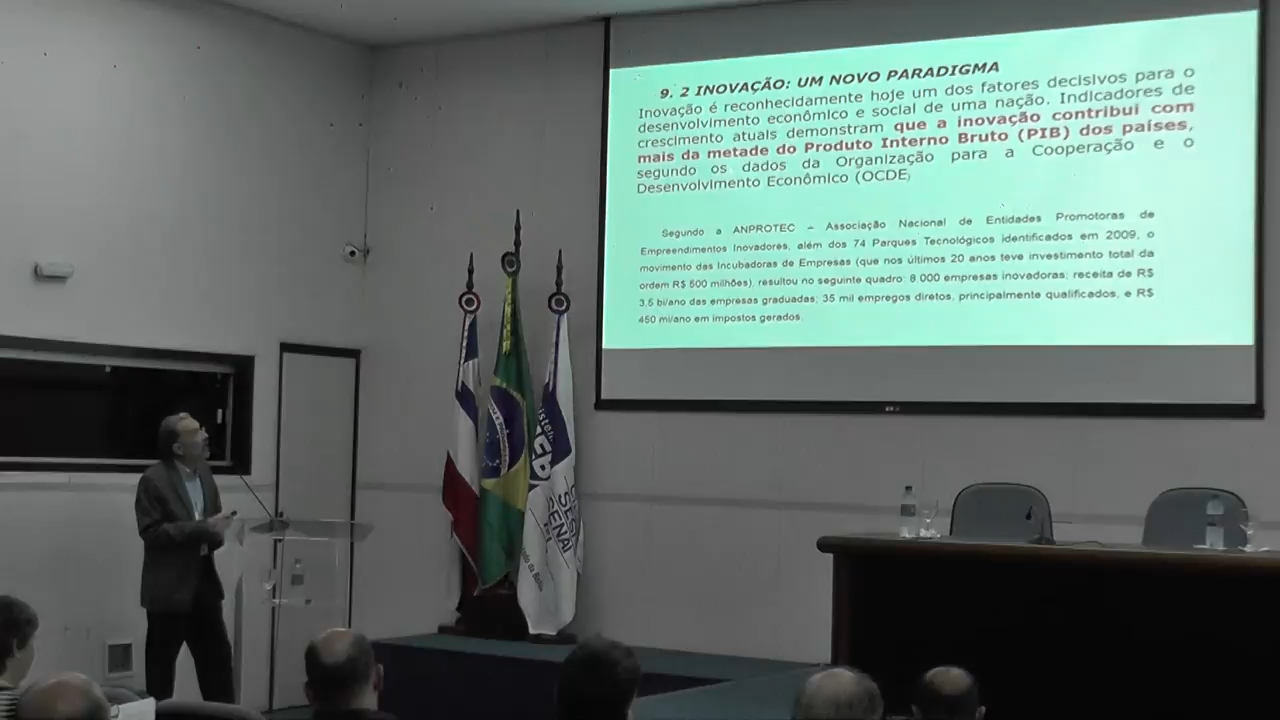 9. 2 INOVAÇÃO: UM NOVO PARADIGMA
Inovação é reconhecidamente hoje um dos fatores decisivos para o
desenvolvimento econômico e social de uma nação. Indicadores de
crescimento atuais demonstram que a inovação contribui com
mais da metade do Produto Interno Bruto (PIB) dos países,
segundo os dados da Organização para a Cooperação e o
Desenvolvimento Econômico (OCDE,
Segundo a ANPROTEC – Associação Nacional de Entidades Promotoras de
Empreendimentos Inovadores, além dos 74 Parques Tecnológicos identificados em 2009, o
movimento das Incubadoras de Empresas (que nos últimos 20 anos teve investimento total da
ordem R$ 500 milhões), resultou no seguinte quadro: 8.000 empresas inovadoras; receita de R$
3,5 bi/ano das empresas graduadas; 35 mil empregos diretos, principalmente qualificados, e R$
450 mi/ano em impostos gerados.
SESI
SENAI